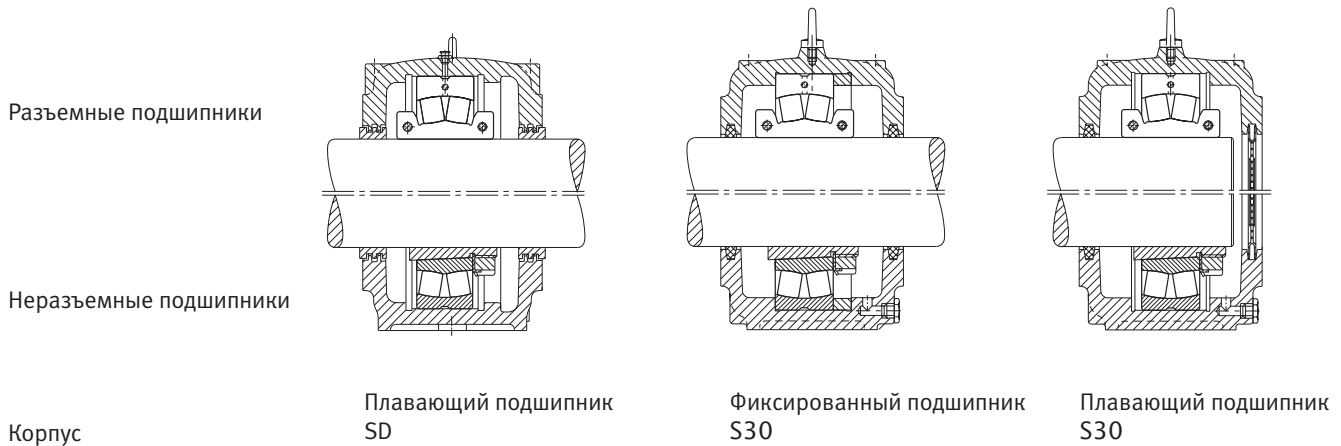 Разъемные подшипники
Неразъемные подшипники
Плавающий подшипник
Фиксированный подшипник
Плавающий подшипник
Корпус
SD
S30
S30